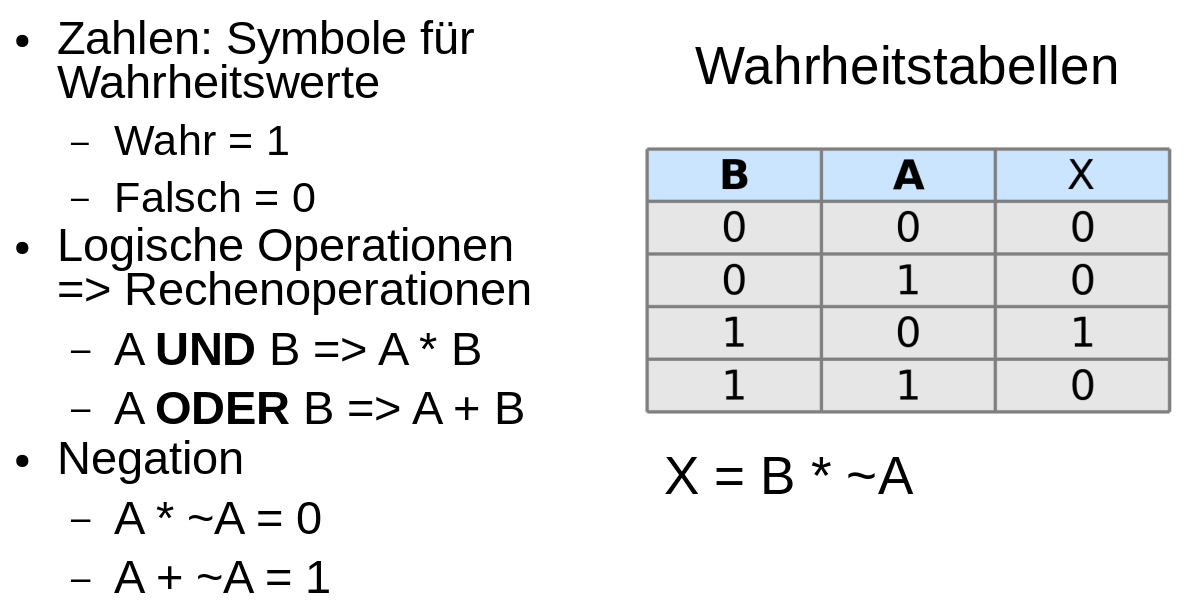 • Zahlen: Symbole für
Wahrheitswerte
– Wahr = 1
– Falsch = 0
• Logische Operationen
=> Rechenoperationen
– A UND B => A * B
– A ODER B => A + B
• Negation
– A * ~A = 0
– A + ~A = 1
Wahrheitstabellen
B A X
0 0 0
0 1 0
1 0 1
1 1 0
X = B * ~A